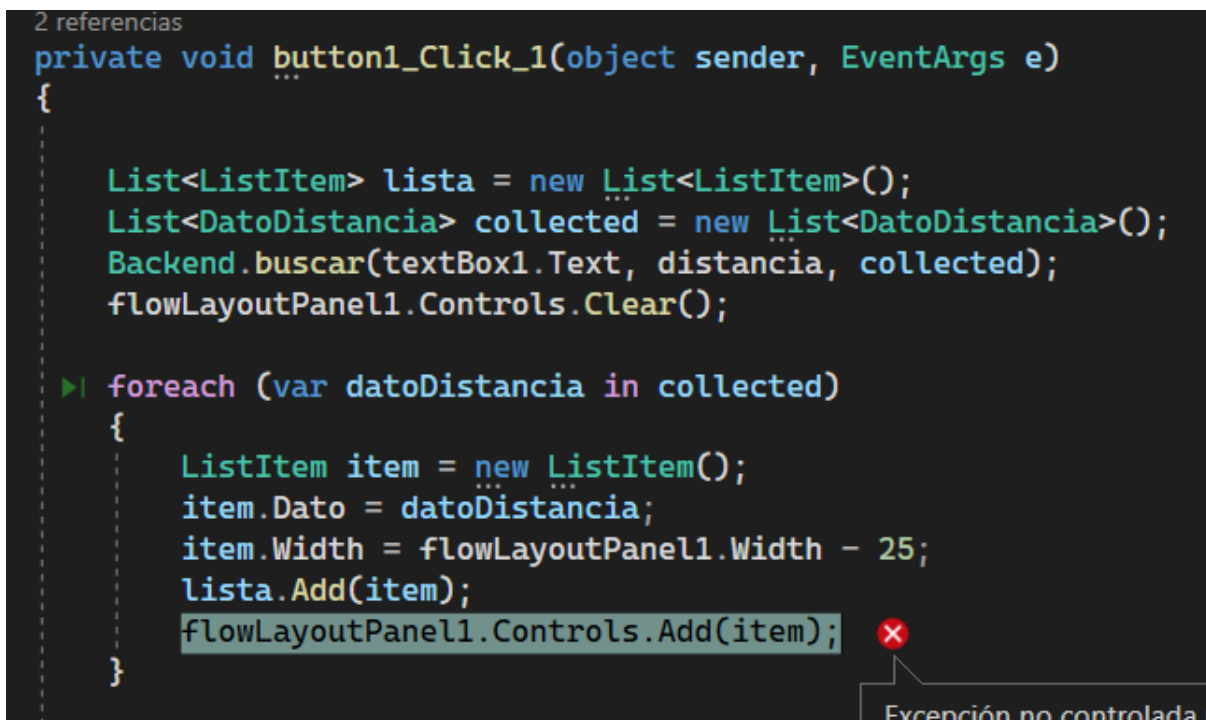 2 referencias
private void button1_Click_1(object sender, EventArgs e)
{
List<ListItem> lista = new List<ListItem>();
List<DatoDistancia> collected = new List<DatoDistancia>();
Backend.buscar(textBox1.Text, distancia, collected);
flowLayoutPanel1.Controls.Clear();
foreach (var datoDistancia in collected)
{
ListItem item = new ListItem();
item.Dato = datoDistancia;
item.Width = flowLayoutPanel1.Width - 25;
lista.Add(item);
flowLayoutPanel1.Controls.Add(item);
}
Excepción no controlada